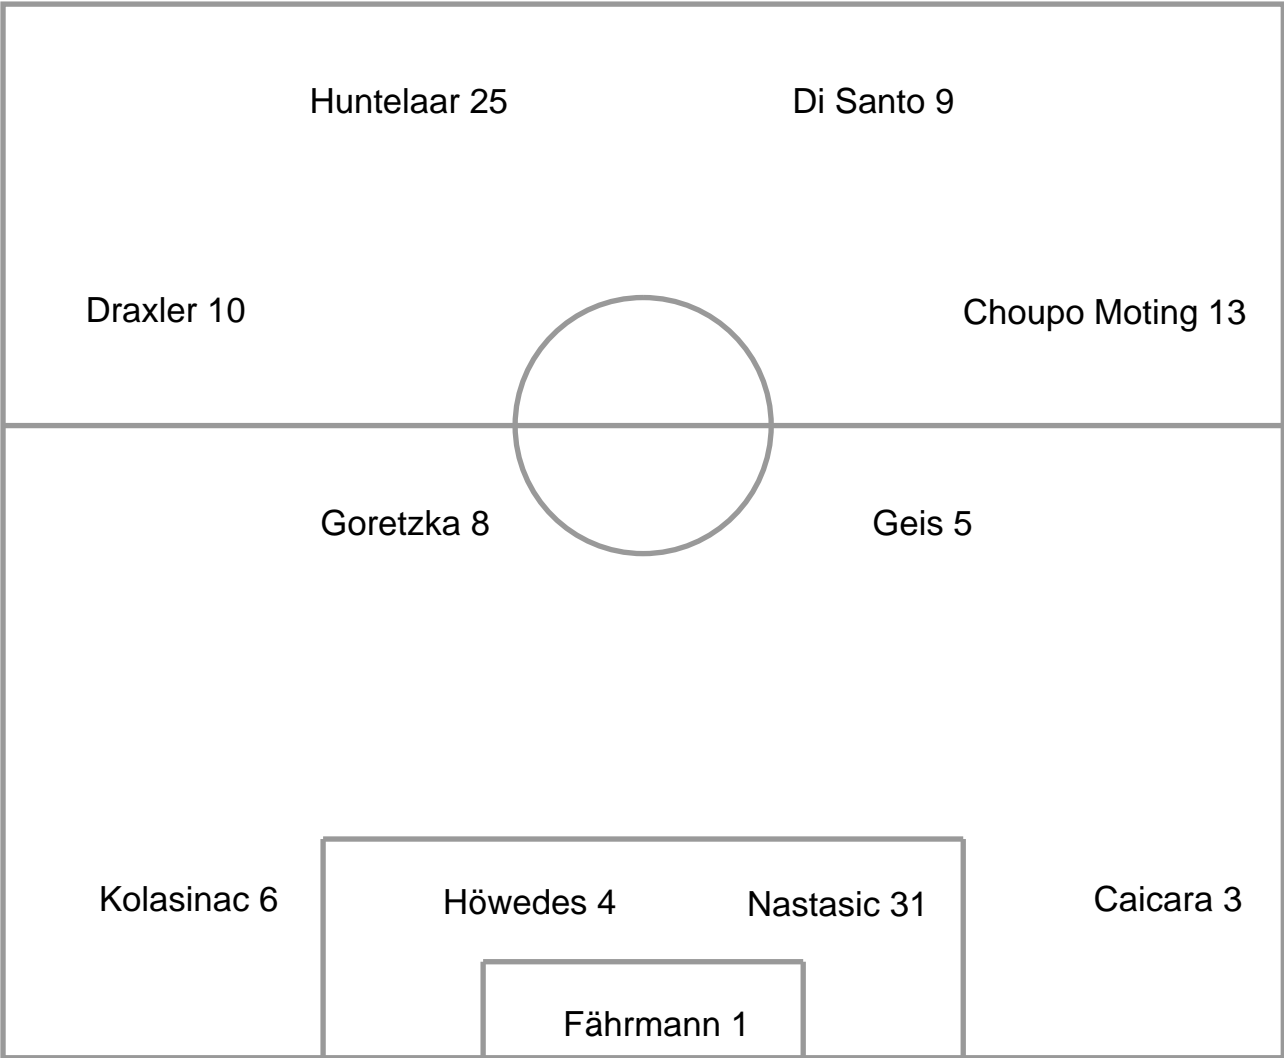 Huntelaar 25
Di Santo 9
Draxler 10
Choupo Moting 13
Goretzka 8
Geis 5
Kolasinac 6
Höwedes 4
Nastasic 31
Caicara 3
Fährmann 1